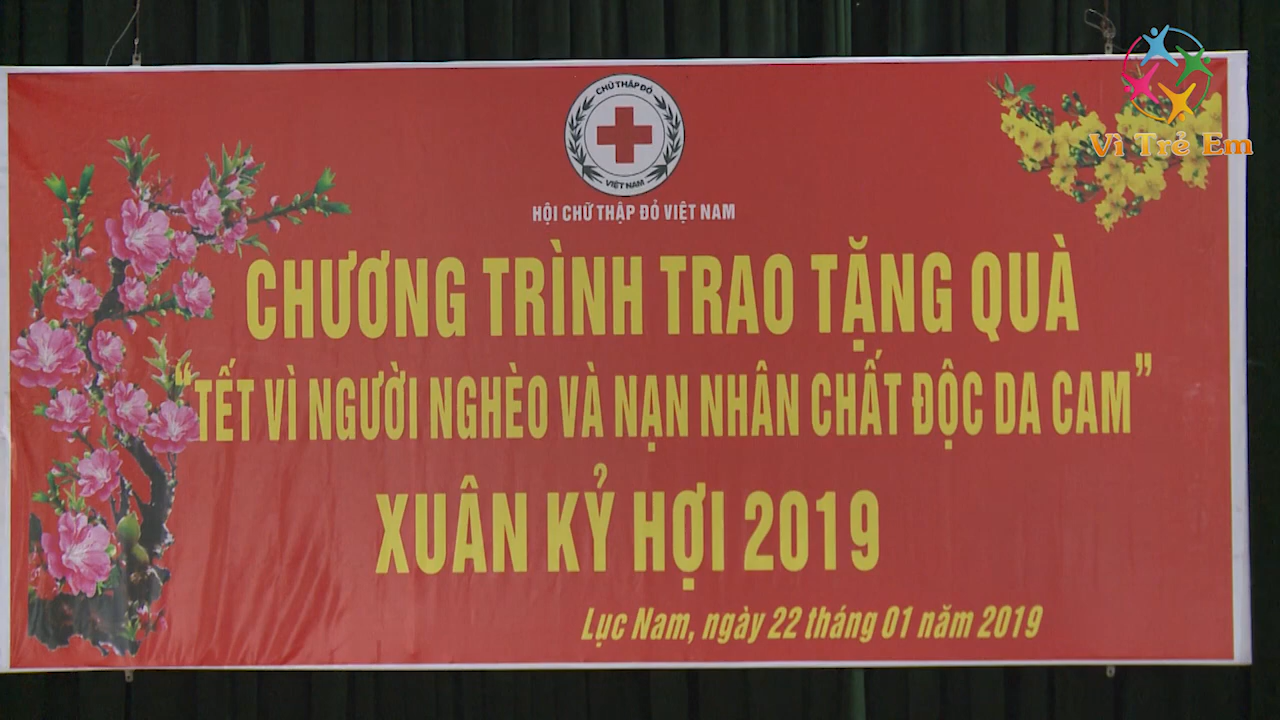 Vì Trẻ Em
CHỮ THẬP ĐỎ
VIỆT NAM
HỘI CHỮ THẬP ĐỎ VIỆT NAM
CHƯƠNG TRÌNH TRAO TẶNG QUÀ
“TẾT VÌ NGƯỜI NGHÈO VÀ NẠN NHÂN CHẤT ĐỘC DA CAM”
XUÂN KỶ HỢI 2019
Lục Nam, ngày 22 tháng 01 năm 2019